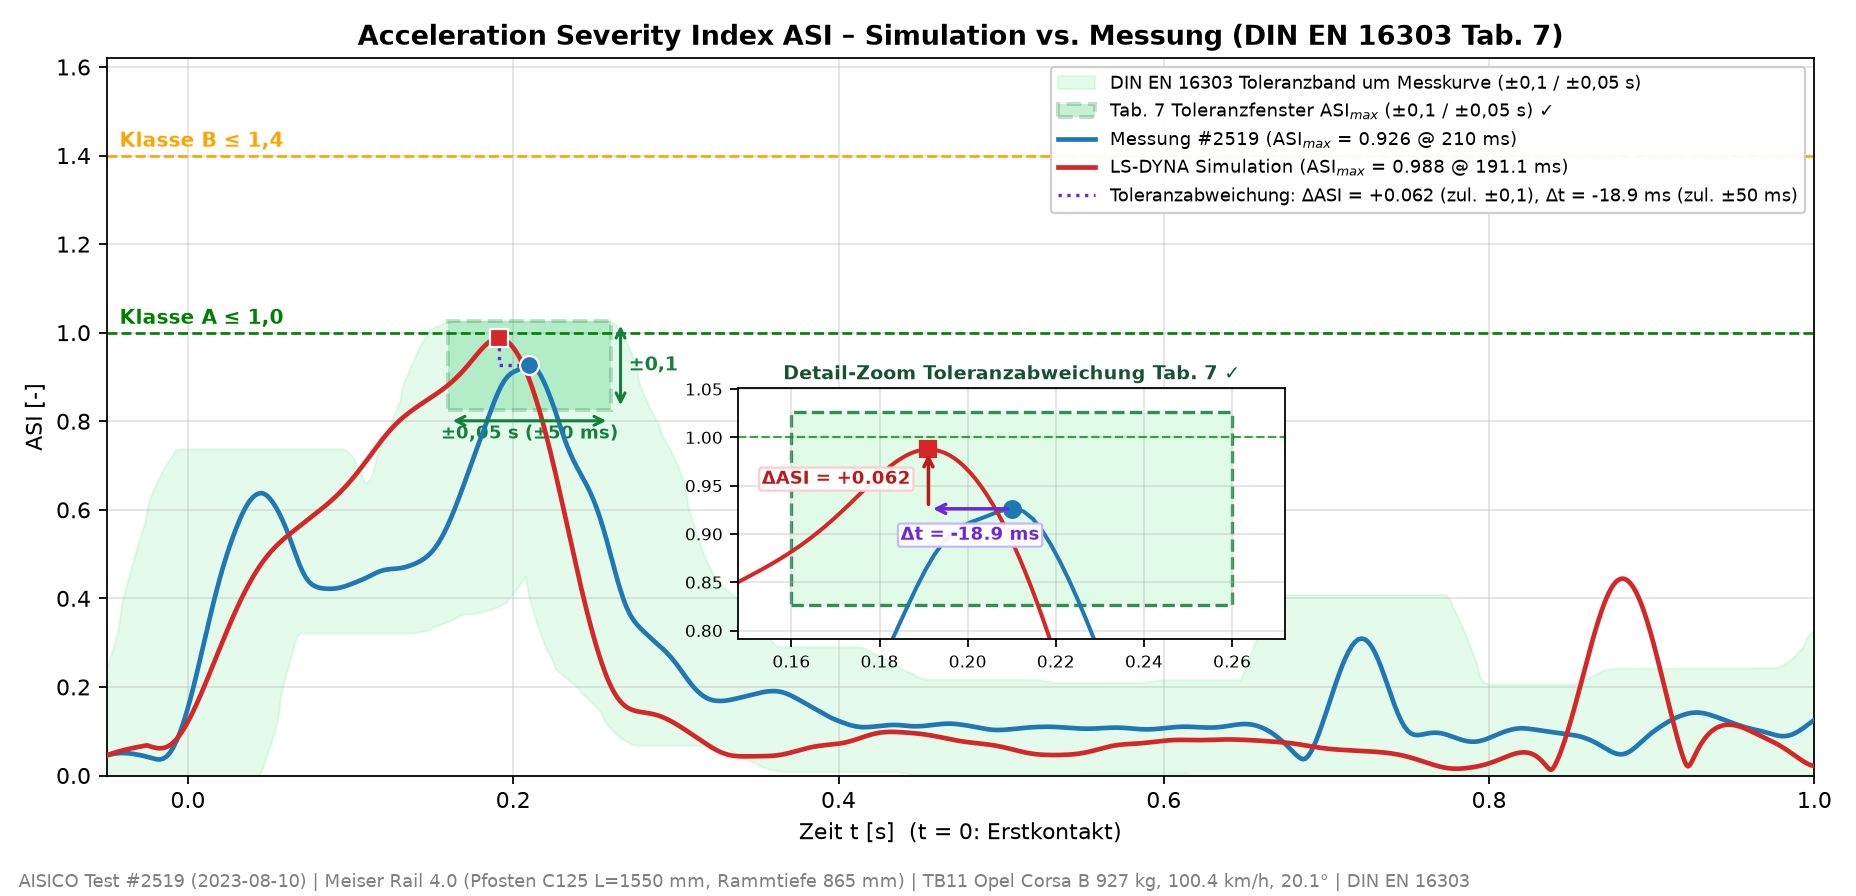 Acceleration Severity Index ASI – Simulation vs. Messung (DIN EN 16303 Tab. 7)
DIN EN 16303 Toleranzband um Messkurve (±0,1 / ±0,05 s)
Tab. 7 Toleranzfenster ASImax (±0,1 / ±0,05 s) ✓
Messung #2519 (ASImax = 0.926 @ 210 ms)
LS-DYNA Simulation (ASImax = 0.988 @ 191.1 ms)
Toleranzabweichung: ΔASI = +0.062 (zul. ±0,1), Δt = -18.9 ms (zul. ±50 ms)
Klasse B ≤ 1,4
Klasse A ≤ 1,0
±0,1
±0,05 s (±50 ms)
ASI [-]
1.6
1.4
1.2
1.0
0.8
0.6
0.4
0.2
0.0
Detail-Zoom Toleranzabweichung Tab. 7 ✓
1.05
1.00
0.95
0.90
0.85
0.80
ΔASI = +0.062
Δt = -18.9 ms
0.16 0.18 0.20 0.22 0.24 0.26
0.0 0.2 0.4 0.6 0.8 1.0
Zeit t [s] (t = 0: Erstkontakt)
AISICO Test #2519 (2023-08-10) | Meiser Rail 4.0 (Pfosten C125 L=1550 mm, Rammtiefe 865 mm) | TB11 Opel Corsa B 927 kg, 100.4 km/h, 20.1° | DIN EN 16303